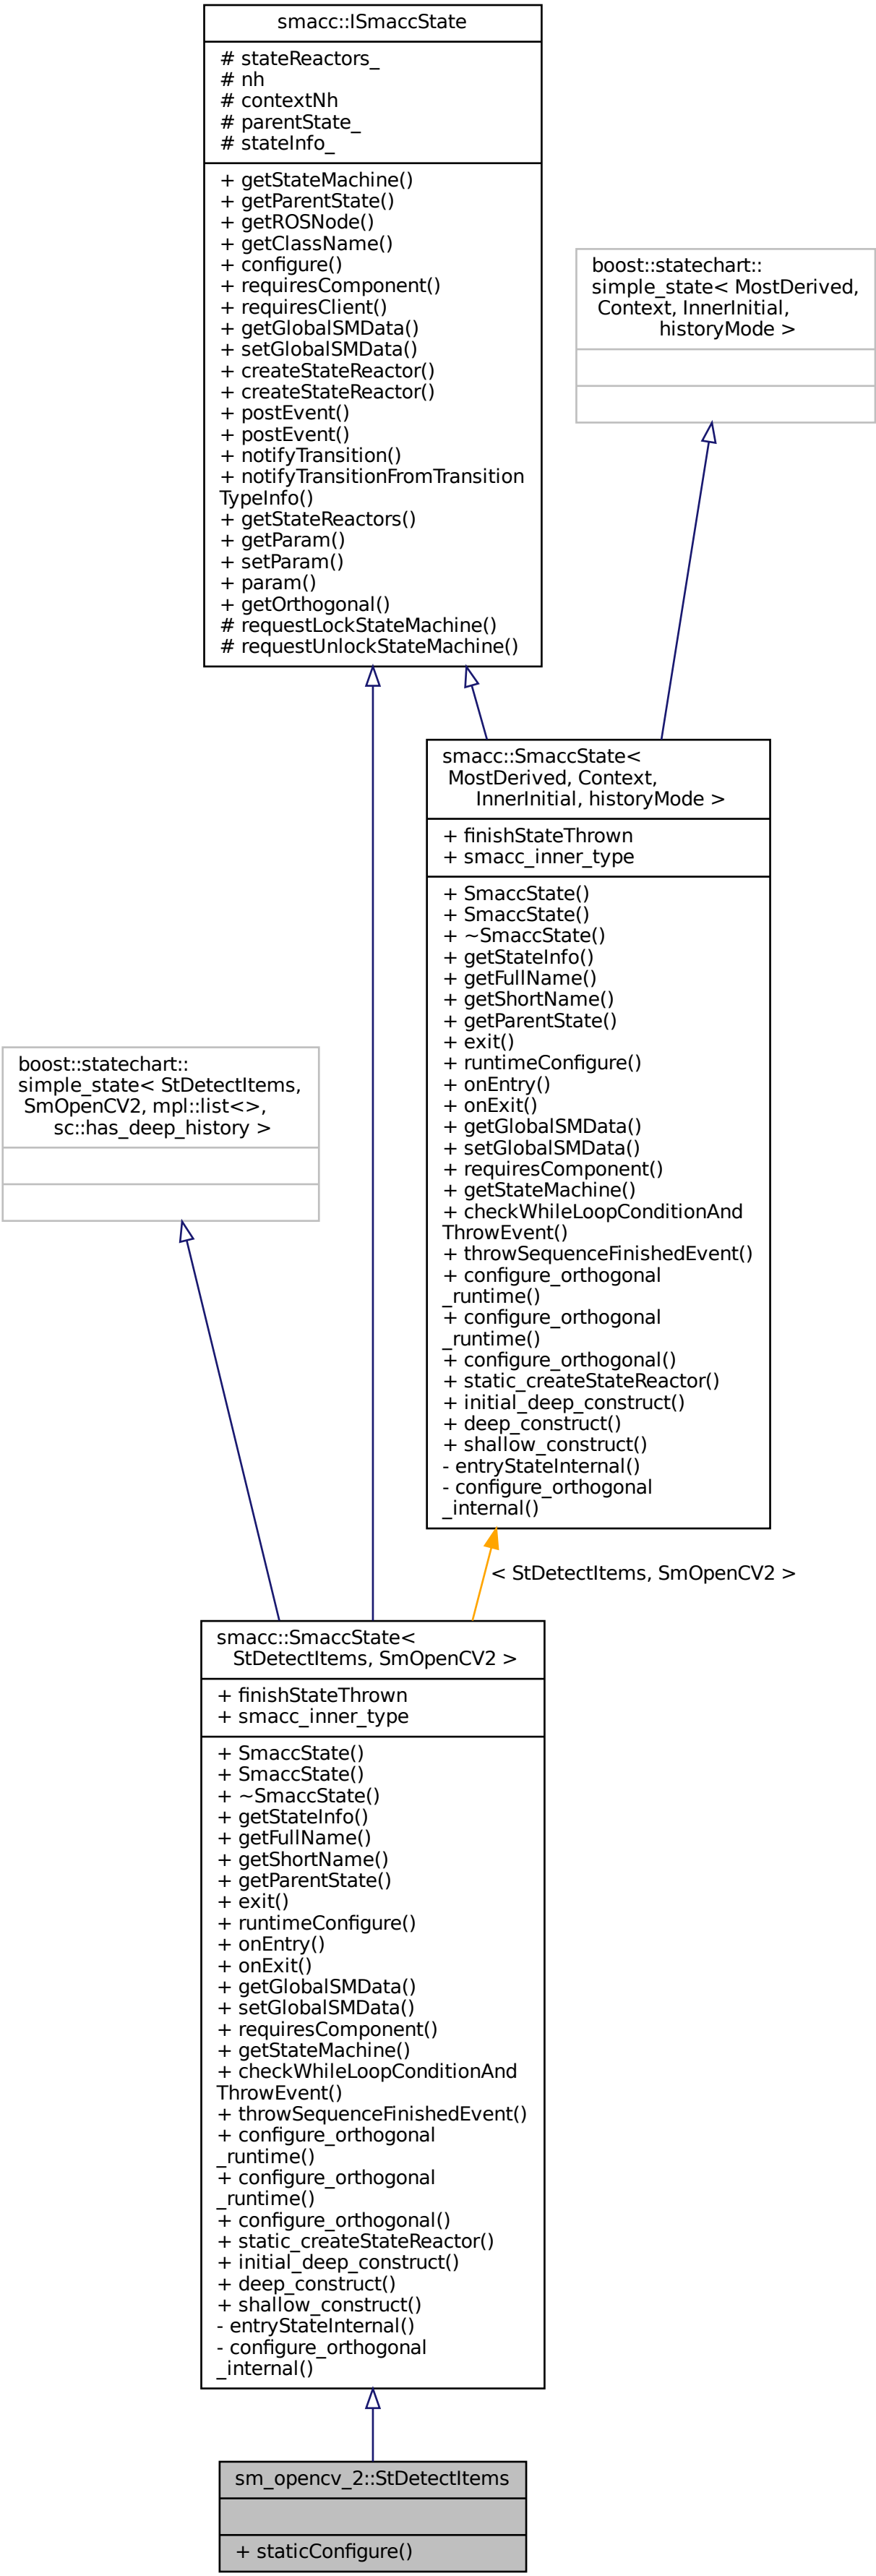 smacc::ISmaccState
# stateReactors_
# nh
# contextNh
# parentState_
# stateInfo_
+ getStateMachine()
+ getParentState()
+ getROSNode()
+ getClassName()
+ configure()
+ requiresComponent()
+ requiresClient()
+ getGlobalSMData()
+ setGlobalSMData()
+ createStateReactor()
+ createStateReactor()
+ postEvent()
+ postEvent()
+ notifyTransition()
+ notifyTransitionFromTransition
TypeInfo()
+ getStateReactors()
+ getParam()
+ setParam()
+ param()
+ getOrthogonal()
# requestLockStateMachine()
# requestUnlockStateMachine()
boost::statechart::
simple_state< MostDerived,
Context, InnerInitial,
historyMode >
smacc::SmaccState<
MostDerived, Context,
InnerInitial, historyMode >
+ finishStateThrown
+ smacc_inner_type
+ SmaccState()
+ SmaccState()
+ ~SmaccState()
+ getStateInfo()
+ getFullName()
+ getShortName()
+ getParentState()
+ exit()
+ runtimeConfigure()
+ onEntry()
+ onExit()
+ getGlobalSMData()
+ setGlobalSMData()
+ requiresComponent()
+ getStateMachine()
+ checkWhileLoopConditionAnd
ThrowEvent()
+ throwSequenceFinishedEvent()
+ configure_orthogonal
_runtime()
+ configure_orthogonal
_runtime()
+ configure_orthogonal()
+ static_createStateReactor()
+ initial_deep_construct()
+ deep_construct()
+ shallow_construct()
- entryStateInternal()
- configure_orthogonal
_internal()
boost::statechart::
simple_state< StDetectItems,
SmOpenCV2, mpl::list<>,
sc::has_deep_history >
< StDetectItems, SmOpenCV2 >
smacc::SmaccState<
StDetectItems, SmOpenCV2 >
+ finishStateThrown
+ smacc_inner_type
+ SmaccState()
+ SmaccState()
+ ~SmaccState()
+ getStateInfo()
+ getFullName()
+ getShortName()
+ getParentState()
+ exit()
+ runtimeConfigure()
+ onEntry()
+ onExit()
+ getGlobalSMData()
+ setGlobalSMData()
+ requiresComponent()
+ getStateMachine()
+ checkWhileLoopConditionAnd
ThrowEvent()
+ throwSequenceFinishedEvent()
+ configure_orthogonal
_runtime()
+ configure_orthogonal
_runtime()
+ configure_orthogonal()
+ static_createStateReactor()
+ initial_deep_construct()
+ deep_construct()
+ shallow_construct()
- entryStateInternal()
- configure_orthogonal
_internal()
sm_opencv_2::StDetectItems
+ staticConfigure()